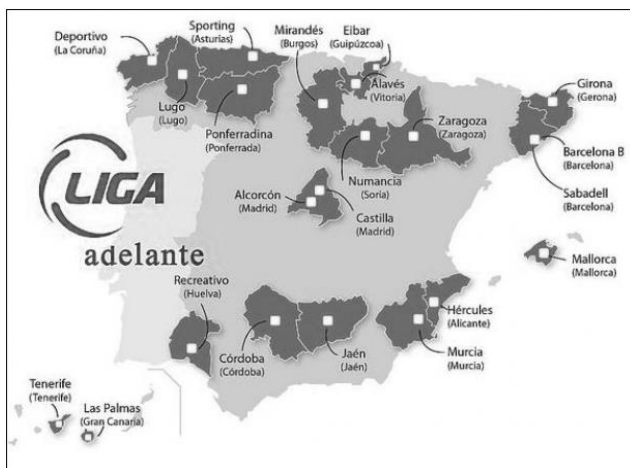 Deportivo
(La Coruña)
Sporting
(Asturias)
Mirandés
(Burgos)
Eibar
(Guipúzcoa)
Alavés
(Vitoria)
Girona
(Gerona)
Lugo
(Lugo)
Ponferradina
(Ponferrada)
Zaragoza
(Zaragoza)
Barcelona B
(Barcelona)
Numancia
(Soria)
Sabadell
(Barcelona)
LIGA
adelante
Alcorcón
(Madrid)
Castilla
(Madrid)
Mallorca
(Mallorca)
Recreativo
(Huelva)
Hércules
(Alicante)
Córdoba
(Córdoba)
Jaén
(Jaén)
Murcia
(Murcia)
Tenerife
(Tenerife)
Las Palmas
(Gran Canaria)